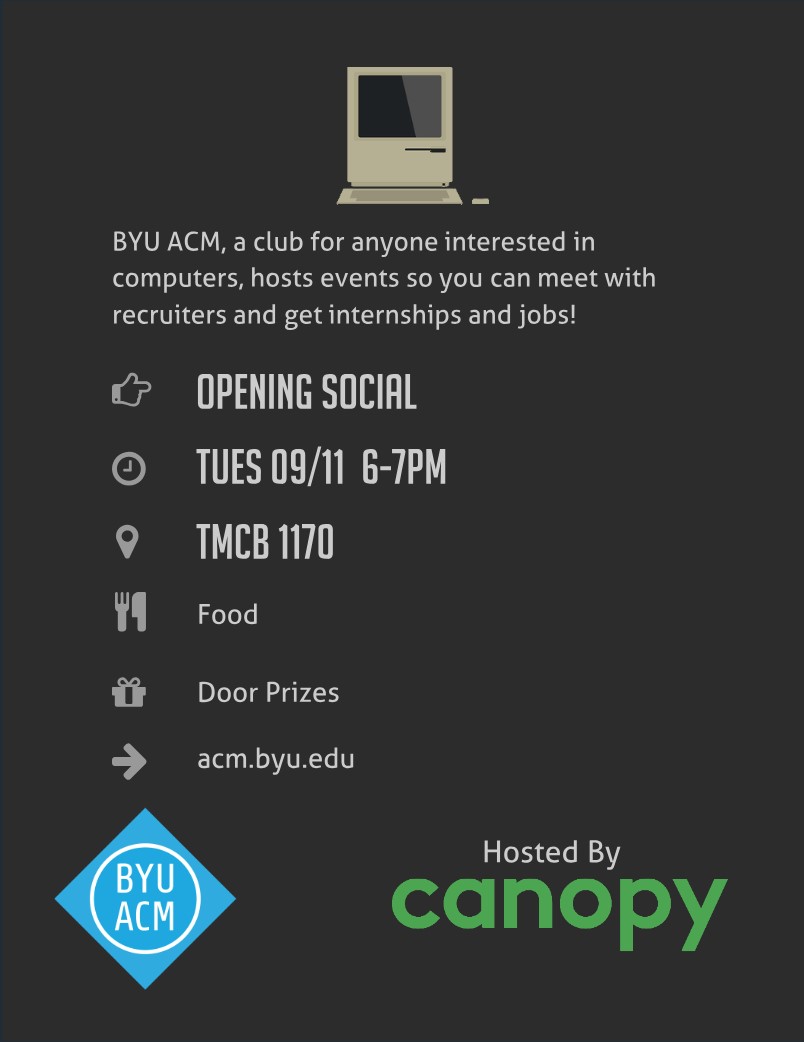 BYU ACM, a club for anyone interested in
computers, hosts events so you can meet with
recruiters and get internships and jobs!
OPENING SOCIAL
TUES 09/11 6-7PM
TMCB 1170
Food
Door Prizes
acm.byu.edu
BYU
ACM
Hosted By
canopy